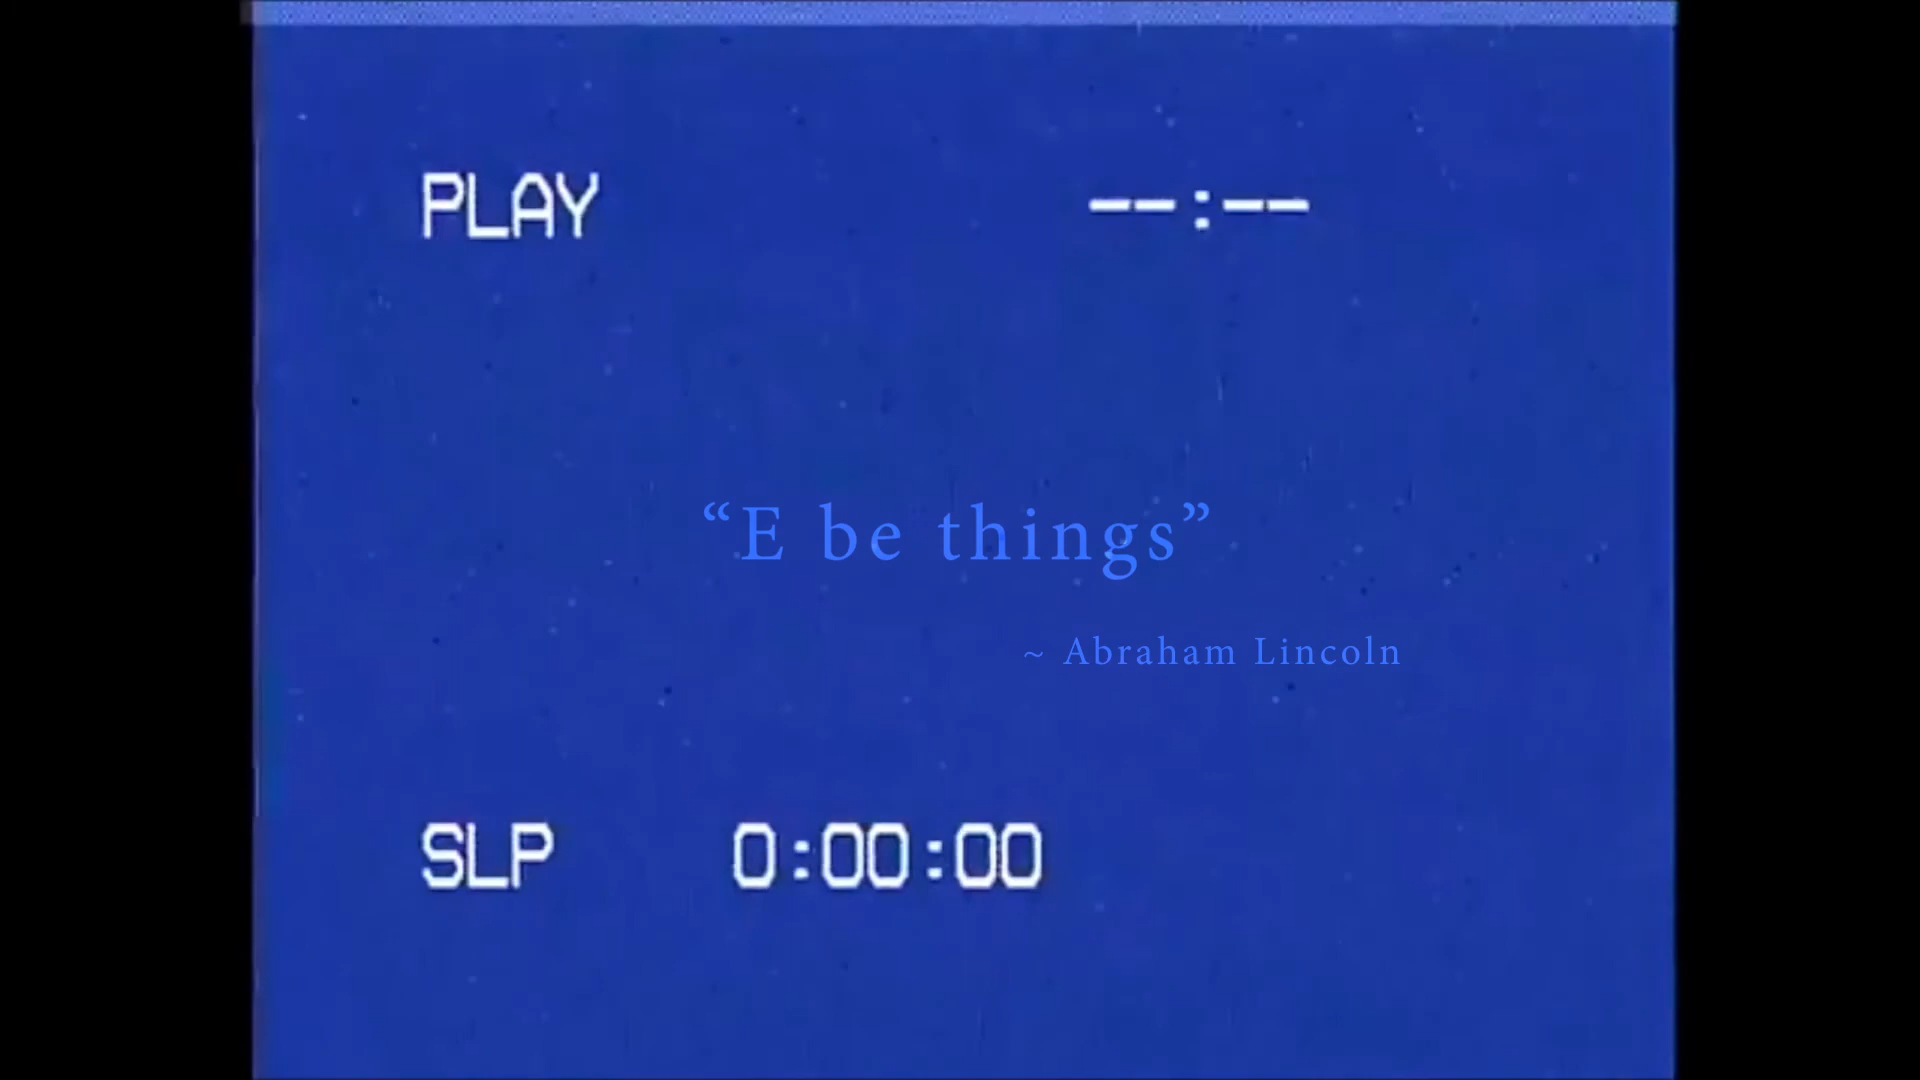 PLAY --:--
“E be things”
~ Abraham Lincoln
SLP 0:00:00